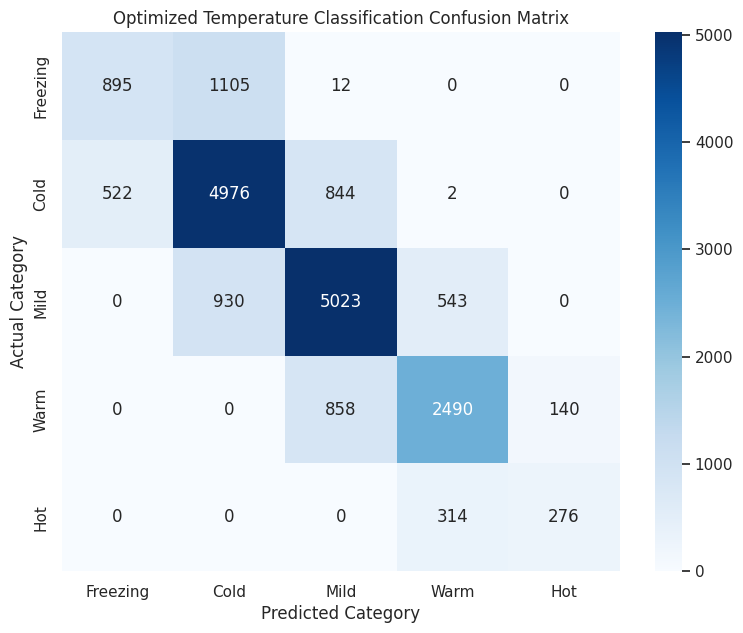 Optimized Temperature Classification Confusion Matrix
Actual Category
Freezing 895 1105 12 0 0
Cold 522 4976 844 2 0
Mild 0 930 5023 543 0
Warm 0 0 858 2490 140
Hot 0 0 0 314 276
Freezing Cold Mild Warm Hot
Predicted Category
5000
4000
3000
2000
1000
0